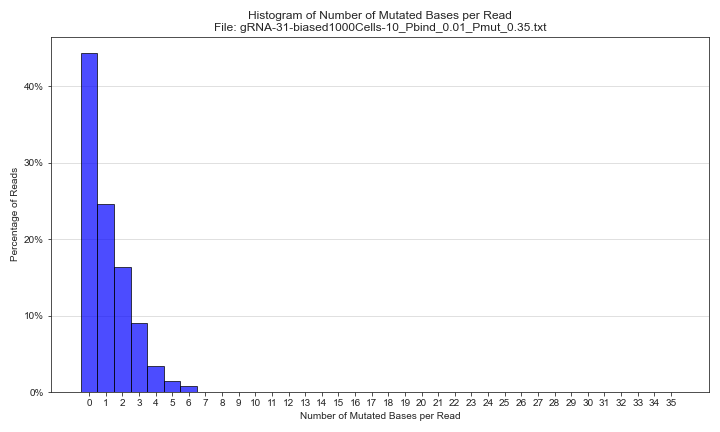 Histogram of Number of Mutated Bases per Read
File: gRNA-31-biased1000Cells-10_Pbind_0.01_Pmut_0.35.txt
40%
30%
20%
10%
0%
Percentage of Reads
0 1 2 3 4 5 6 7 8 9 10 11 12 13 14 15 16 17 18 19 20 21 22 23 24 25 26 27 28 29 30 31 32 33 34 35
Number of Mutated Bases per Read